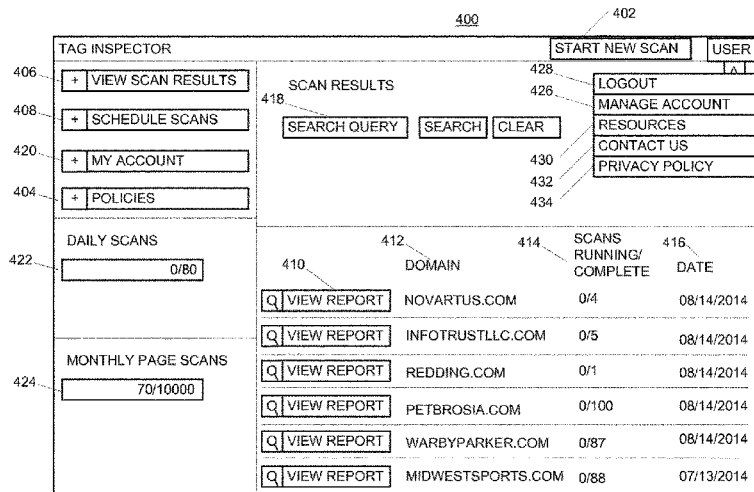 400
402
TAG INSPECTOR
START NEW SCAN
USER
406
+ VIEW SCAN RESULTS
408
+ SCHEDULE SCANS
420
+ MY ACCOUNT
404
+ POLICIES
SCAN RESULTS
418
SEARCH QUERY SEARCH CLEAR
428
LOGOUT
426
MANAGE ACCOUNT
RESOURCES
430
CONTACT US
432
PRIVACY POLICY
434
DAILY SCANS
422
0/80
MONTHLY PAGE SCANS
424
70/10000
410
412
DOMAIN
414
SCANS
RUNNING/
COMPLETE
416
DATE
VIEW REPORT NOVARTUS.COM 0/4 08/14/2014
VIEW REPORT INFOTRUSTLLC.COM 0/5 08/14/2014
VIEW REPORT REDDING.COM 0/1 08/14/2014
VIEW REPORT PETBROSIA.COM 0/100 08/14/2014
VIEW REPORT WARBYPARKER.COM 0/87 08/14/2014
VIEW REPORT MIDWESTSPORTS.COM 0/88 07/13/2014